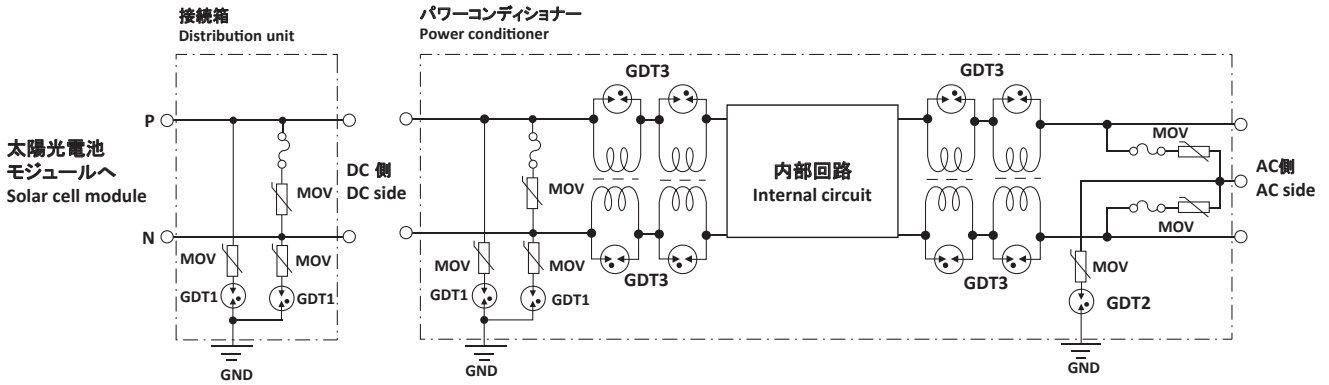 接続箱
Distribution unit
パワーコンディショナー
Power conditioner
太陽光電池
モジュールへ
Solar cell module
P
N
MOV
MOV
MOV
GDT1
GDT1
GND
DC 側
DC side
MOV
MOV
MOV
GDT1
GDT1
GND
GDT3
GDT3
内部回路
Internal circuit
GDT3
GDT3
MOV
MOV
MOV
GDT2
GND
AC側
AC side